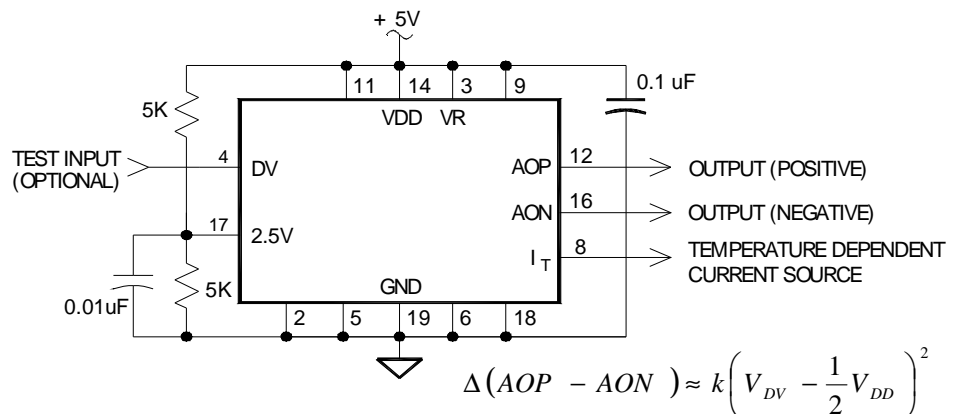 + 5V
11 14 3 9
0.1 uF
5K
VDD VR
TEST INPUT
(OPTIONAL)
4
DV
AOP
12
OUTPUT (POSITIVE)
AON
16
OUTPUT (NEGATIVE)
17
2.5V
I T
8
TEMPERATURE DEPENDENT
CURRENT SOURCE
0.01uF
5K
GND
2 5 19 6 18
Δ(AOP − AON ) ≈ k(V_DV − 1/2 V_DD)^2